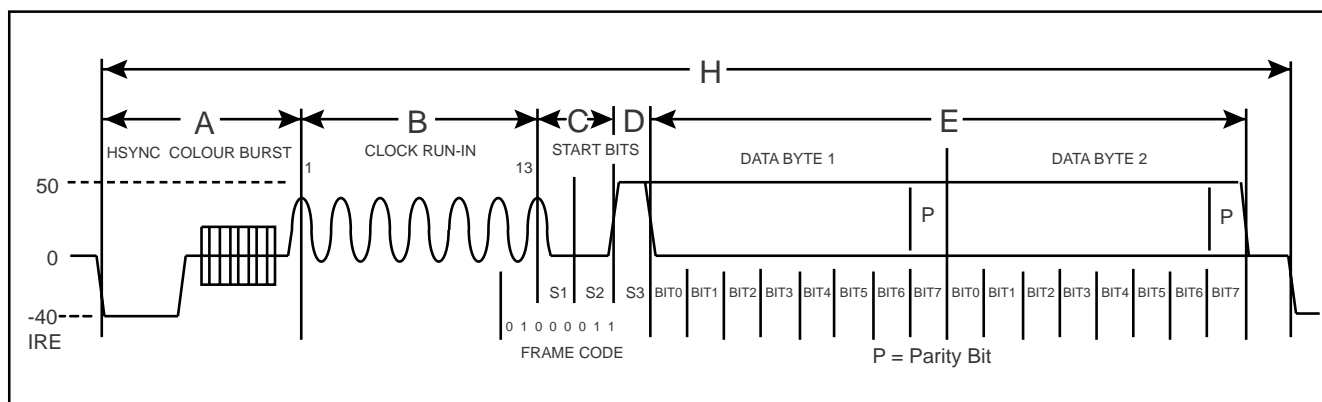 H
A B C D E
HSYNC COLOUR BURST CLOCK RUN-IN START BITS
1 13
DATA BYTE 1 DATA BYTE 2
50
P P
0
S1 S2 S3 BIT0 BIT1 BIT2 BIT3 BIT4 BIT5 BIT6 BIT7 BIT0 BIT1 BIT2 BIT3 BIT4 BIT5 BIT6 BIT7
-40
0 1 0 0 0 0 1 1
IRE
FRAME CODE
P = Parity Bit